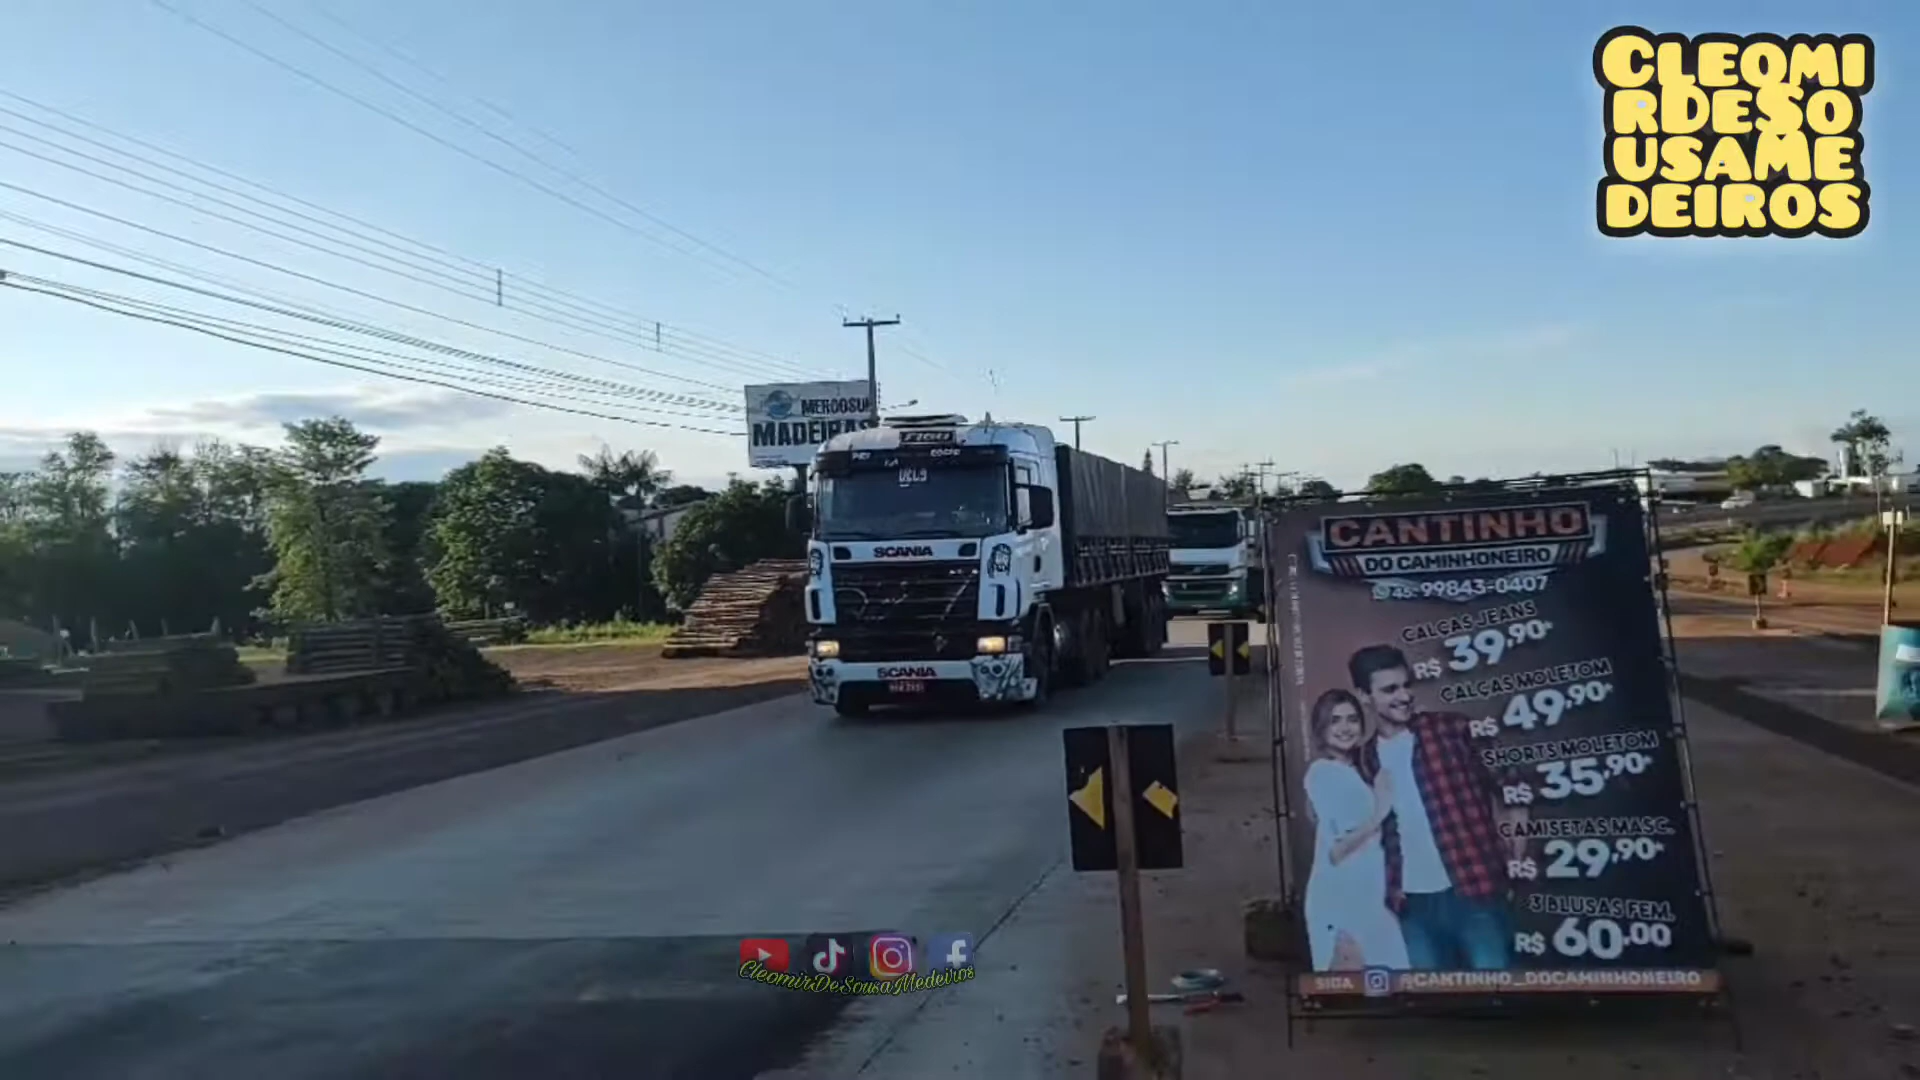 CLEOMI
RDESO
USAME
DEIROS
MERCOSUL
MADEIRAS
SCANIA
SCANIA
CANTINHO
DO CAMINHONEIRO
45 99843-0407
CALÇAS JEANS
R$ 39,90*
CALÇAS MOLETOM
R$ 49,90*
SHORTS MOLETOM
R$ 35,90*
CAMISETAS MASC.
R$ 29,90*
3 BLUSAS FEM.
R$ 60,00
SIGA @CANTINHO_DOCAMINHONEIRO
CleomirDeSousaMedeiros